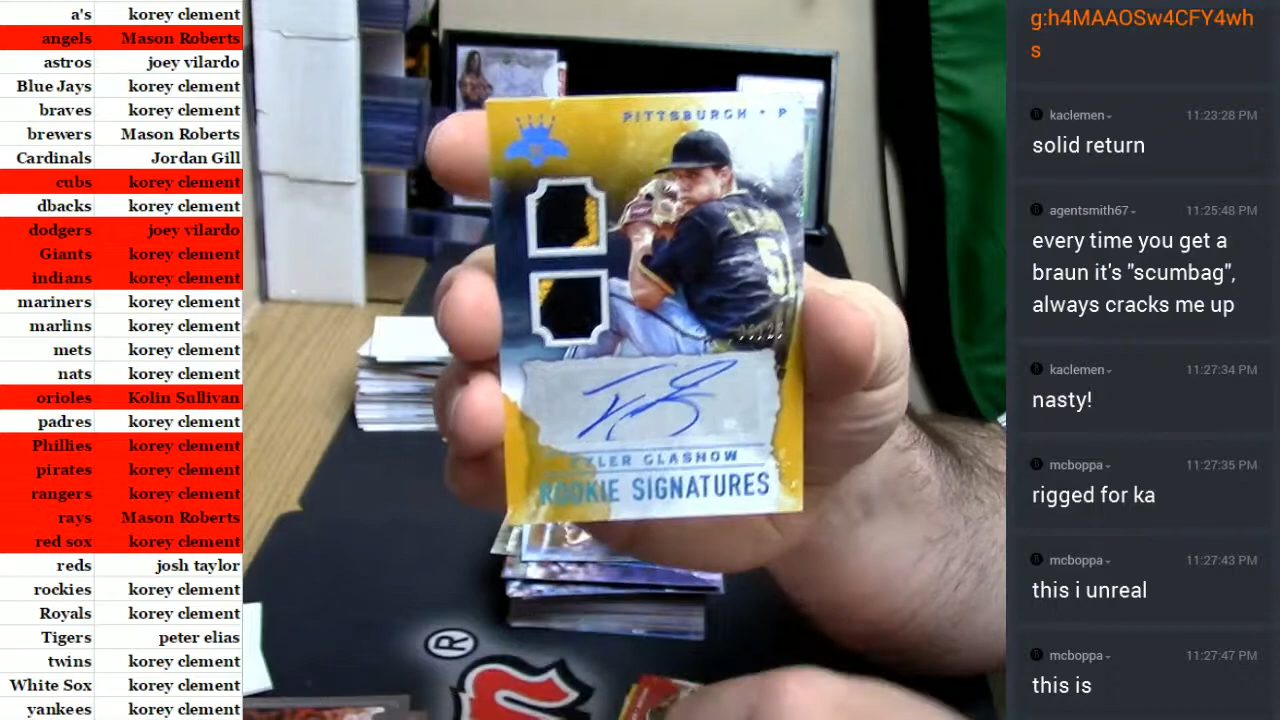 a's korey clement
angels Mason Roberts
astros joey vilardo
Blue Jays korey clement
braves korey clement
brewers Mason Roberts
Cardinals Jordan Gill
cubs korey clement
dbacks korey clement
dodgers joey vilardo
Giants korey clement
indians korey clement
mariners korey clement
marlins korey clement
mets korey clement
nats korey clement
orioles Kolin Sullivan
padres korey clement
Phillies korey clement
pirates korey clement
rangers korey clement
rays Mason Roberts
red sox korey clement
reds josh taylor
rockies korey clement
Royals korey clement
Tigers peter elias
twins korey clement
White Sox korey clement
yankees korey clement
PITTSBURGH • P
51
TYLER GLASNOW
ROOKIE SIGNATURES
®
g:h4MAAOSw4CFY4wh
s
kaclemen 11:23:28 PM
solid return
agentsmith67 11:25:48 PM
every time you get a
braun it's "scumbag",
always cracks me up
kaclemen 11:27:34 PM
nasty!
mcboppa 11:27:35 PM
rigged for ka
mcboppa 11:27:43 PM
this i unreal
mcboppa 11:27:47 PM
this is